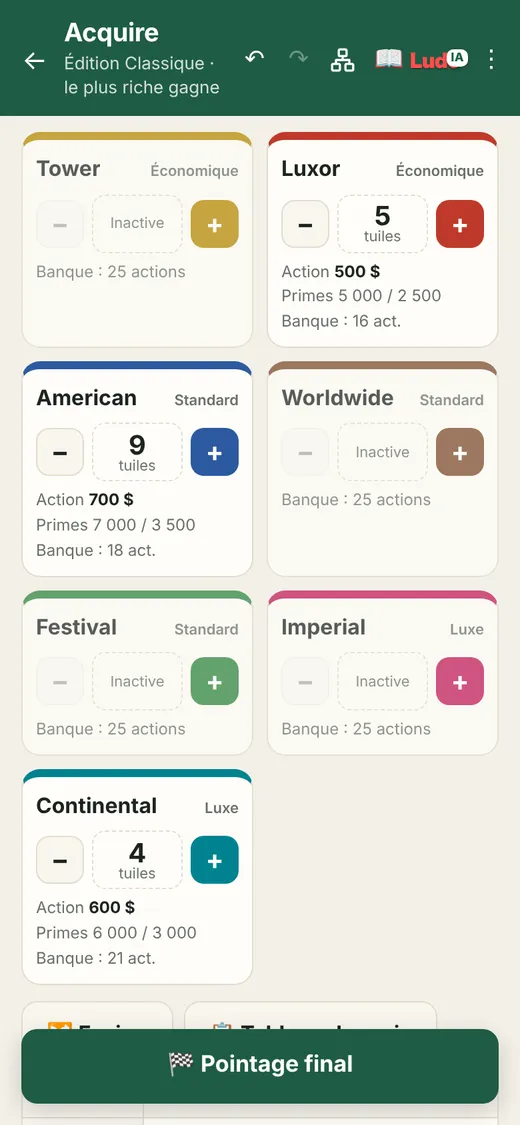 Acquire
Édition Classique ·
le plus riche gagne
IA
Tower Économique
− Inactive +
Banque : 25 actions
Luxor Économique
− 5 +
tuiles
Action 500 $
Primes 5 000 / 2 500
Banque : 16 act.
American Standard
− 9 +
tuiles
Action 700 $
Primes 7 000 / 3 500
Banque : 18 act.
Worldwide Standard
− Inactive +
Banque : 25 actions
Festival Standard
− Inactive +
Banque : 25 actions
Imperial Luxe
− Inactive +
Banque : 25 actions
Continental Luxe
− 4 +
tuiles
Action 600 $
Primes 6 000 / 3 000
Banque : 21 act.
Pointage final